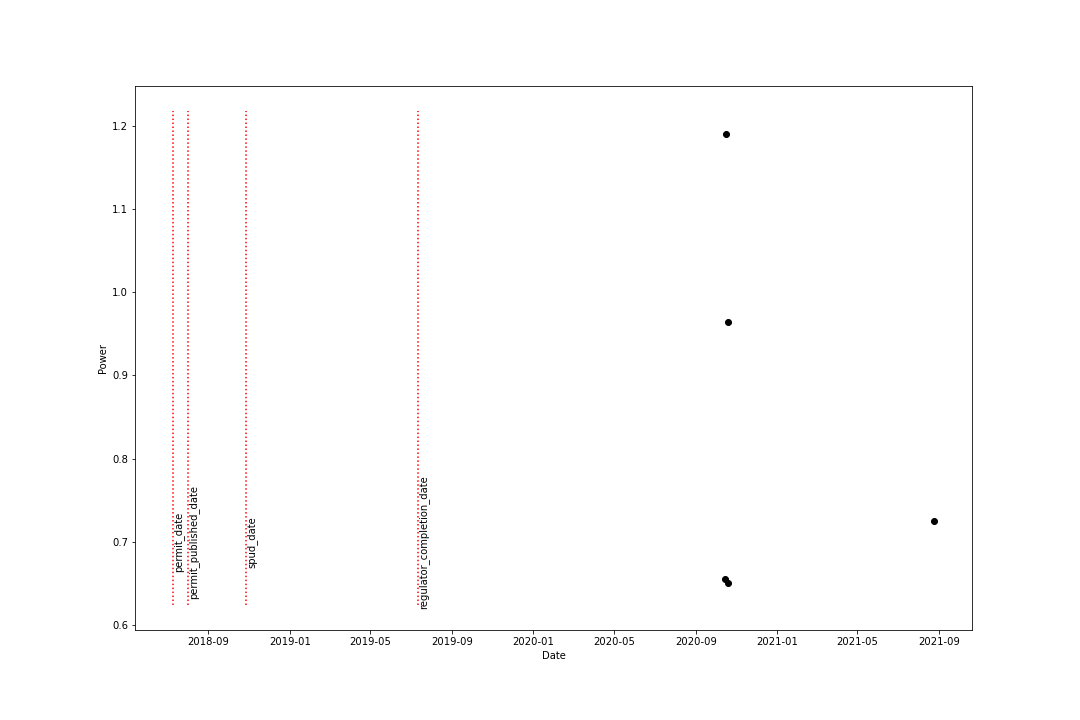 1.2
1.1
1.0
0.9
0.8
0.7
0.6
Power
permit_date
permit_published_date
spud_date
regulator_completion_date
2018-09 2019-01 2019-05 2019-09 2020-01 2020-05 2020-09 2021-01 2021-05 2021-09
Date